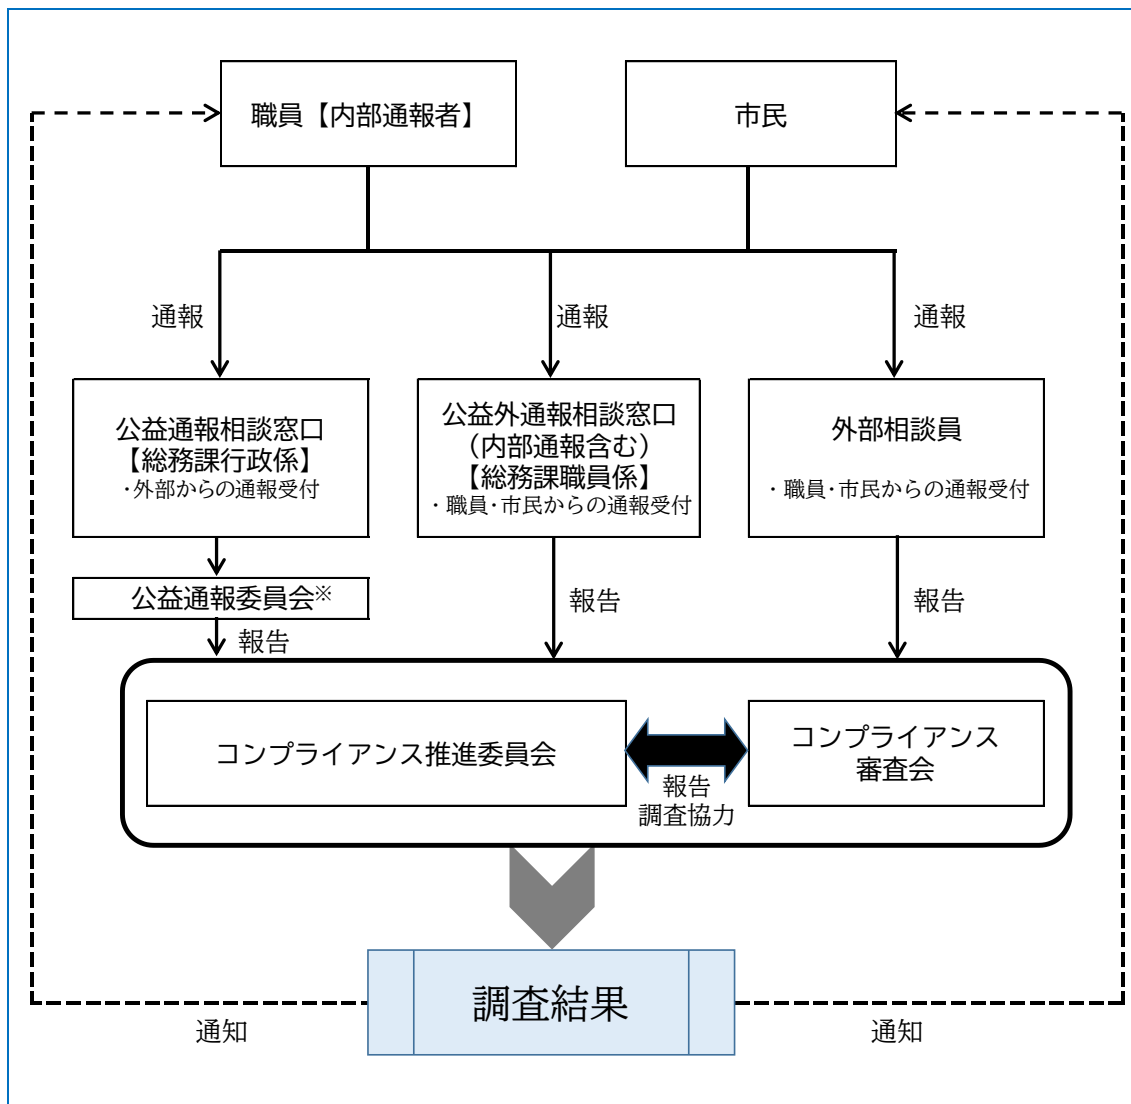 職員【内部通報者】
市民
通報
通報
通報
公益通報相談窓口
【総務課行政係】
・外部からの通報受付
公益外通報相談窓口
（内部通報含む）
【総務課職員係】
・職員・市民からの通報受付
外部相談員
・職員・市民からの通報受付
公益通報委員会※
報告
報告
報告
コンプライアンス推進委員会
報告
調査協力
コンプライアンス
審査会
調査結果
通知
通知